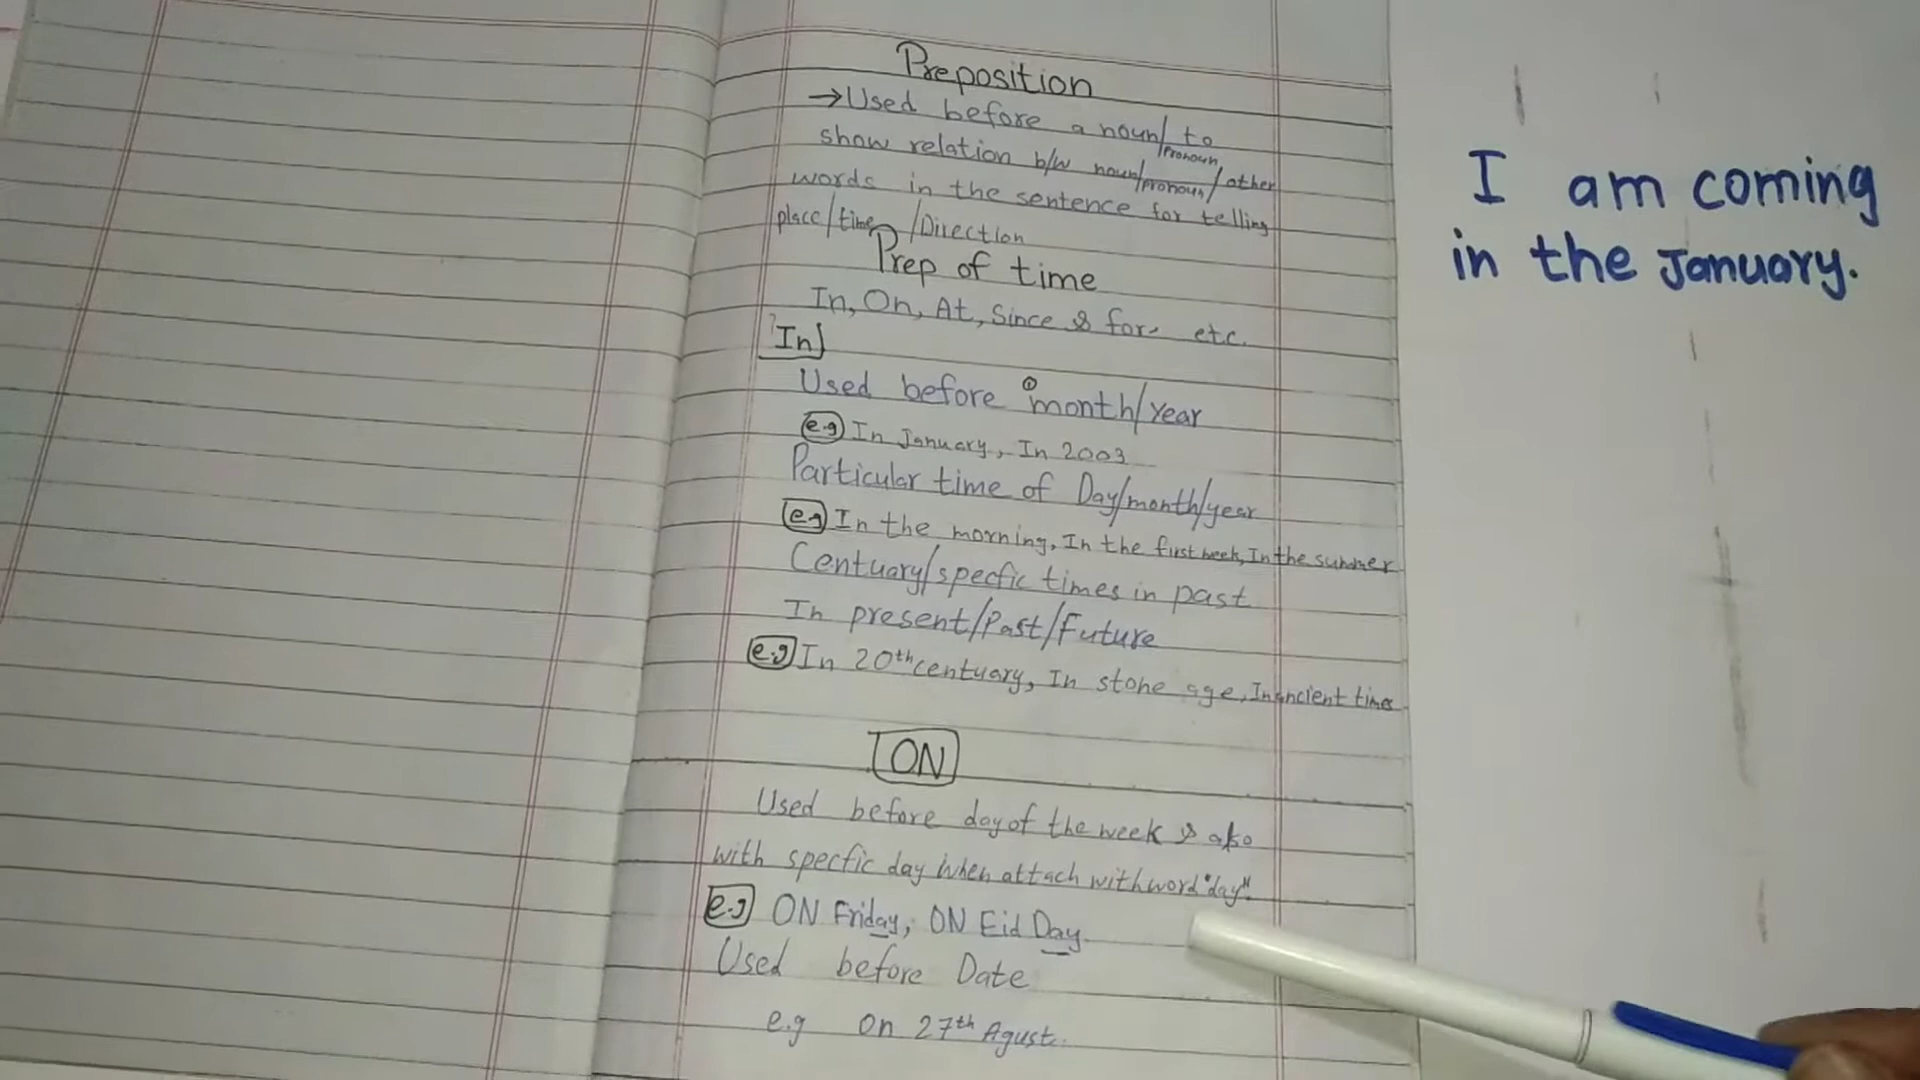 Preposition
→Used before a noun/pronoun to
show relation b/w noun/pronoun/other
words in the sentence for telling
place/time/Direction
Prep of time
In, On, At, Since & for etc.
In
Used before ① month/year
e.g In January, In 2003
Particular time of Day/month/year
e.g In the morning, In the first week, In the summer
Centuary/specfic times in past
In present/Past/Future
e.g In 20th centuary, In stone age, In ancient times
ON
Used before day of the week & also
with specfic day when attach with word "day".
e.g ON Friday, ON Eid Day
Used before Date
e.g On 27th Agust.
I am coming
in the January.